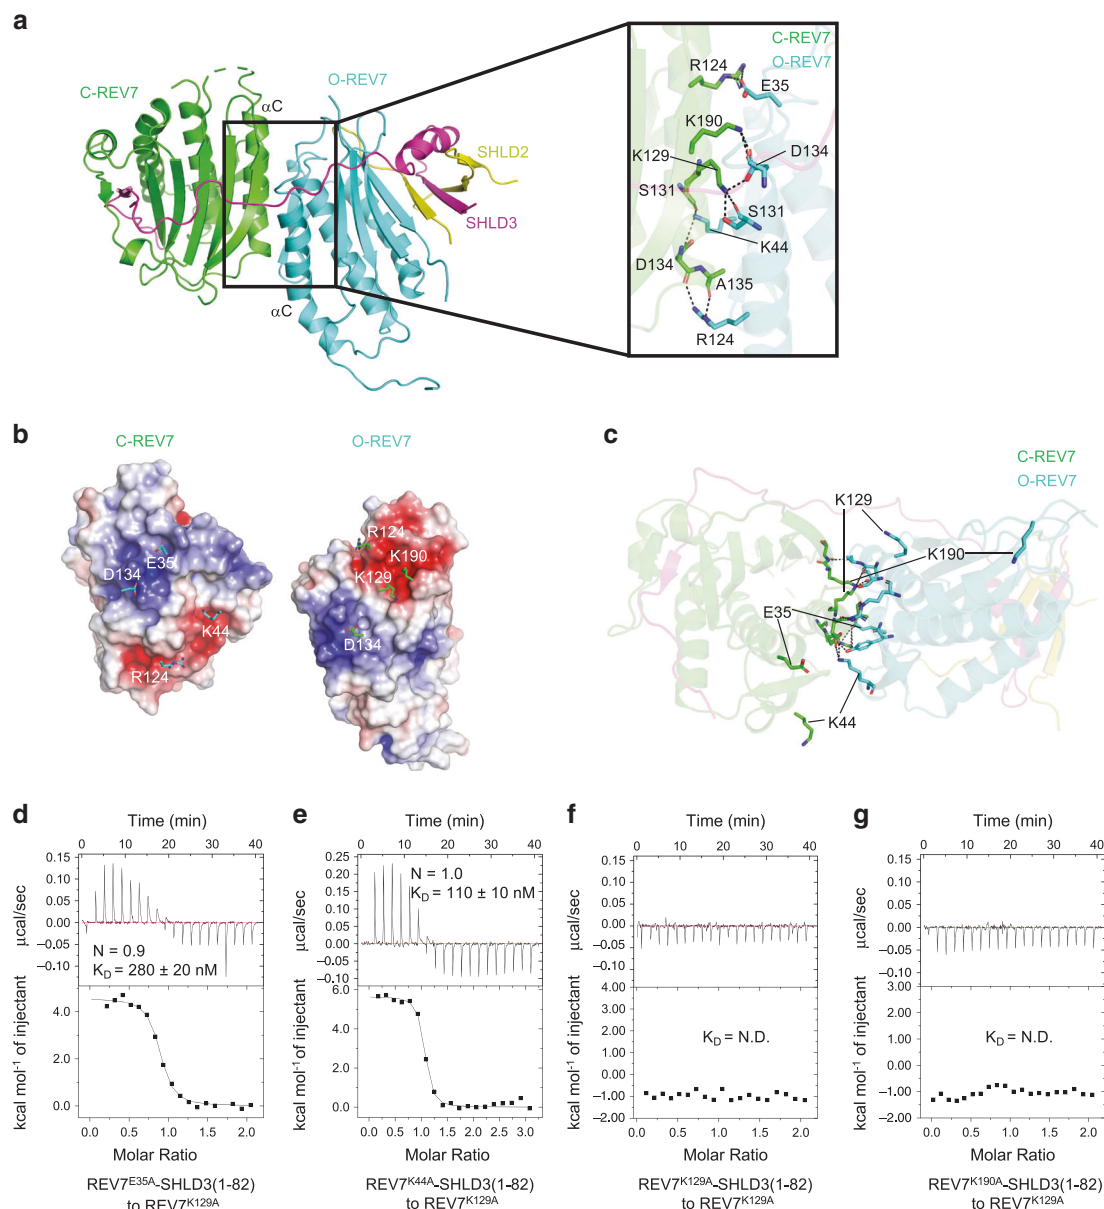 a
C-REV7
O-REV7
αC
αC
SHLD2
SHLD3
C-REV7
O-REV7
R124
E35
K190
K129
D134
S131
S131
K44
D134
A135
R124
b
C-REV7
O-REV7
E35
D134
K44
R124
R124
K190
K129
D134
c
C-REV7
O-REV7
K129
K190
E35
K44
d
Time (min)
0 10 20 30 40
0.15
0.10
0.05
0.00
−0.05
−0.10
µcal/sec
N = 0.9
K_D = 280 ± 20 nM
4.0
2.0
0.0
kcal mol⁻¹ of injectant
0.0 0.5 1.0 1.5 2.0
Molar Ratio
REV7^E35A-SHLD3(1-82)
to REV7^K129A
e
Time (min)
0 10 20 30 40
0.25
0.20
0.15
0.10
0.05
0.00
−0.05
−0.10
µcal/sec
N = 1.0
K_D = 110 ± 10 nM
6.0
4.0
2.0
0.0
kcal mol⁻¹ of injectant
0.0 0.5 1.0 1.5 2.0 2.5 3.0
Molar Ratio
REV7^K44A-SHLD3(1-82)
to REV7^K129A
f
Time (min)
0 10 20 30 40
0.15
0.10
0.05
0.00
−0.05
−0.10
µcal/sec
4.00
3.00
2.00
1.00
0.00
−1.00
−2.00
kcal mol⁻¹ of injectant
K_D = N.D.
0.0 0.5 1.0 1.5 2.0
Molar Ratio
REV7^K129A-SHLD3(1-82)
to REV7^K129A
g
Time (min)
0 10 20 30 40
0.15
0.10
0.05
0.00
−0.05
−0.10
µcal/sec
3.00
2.00
1.00
0.00
−1.00
−2.00
kcal mol⁻¹ of injectant
K_D = N.D.
0.0 0.5 1.0 1.5 2.0
Molar Ratio
REV7^K190A-SHLD3(1-82)
to REV7^K129A